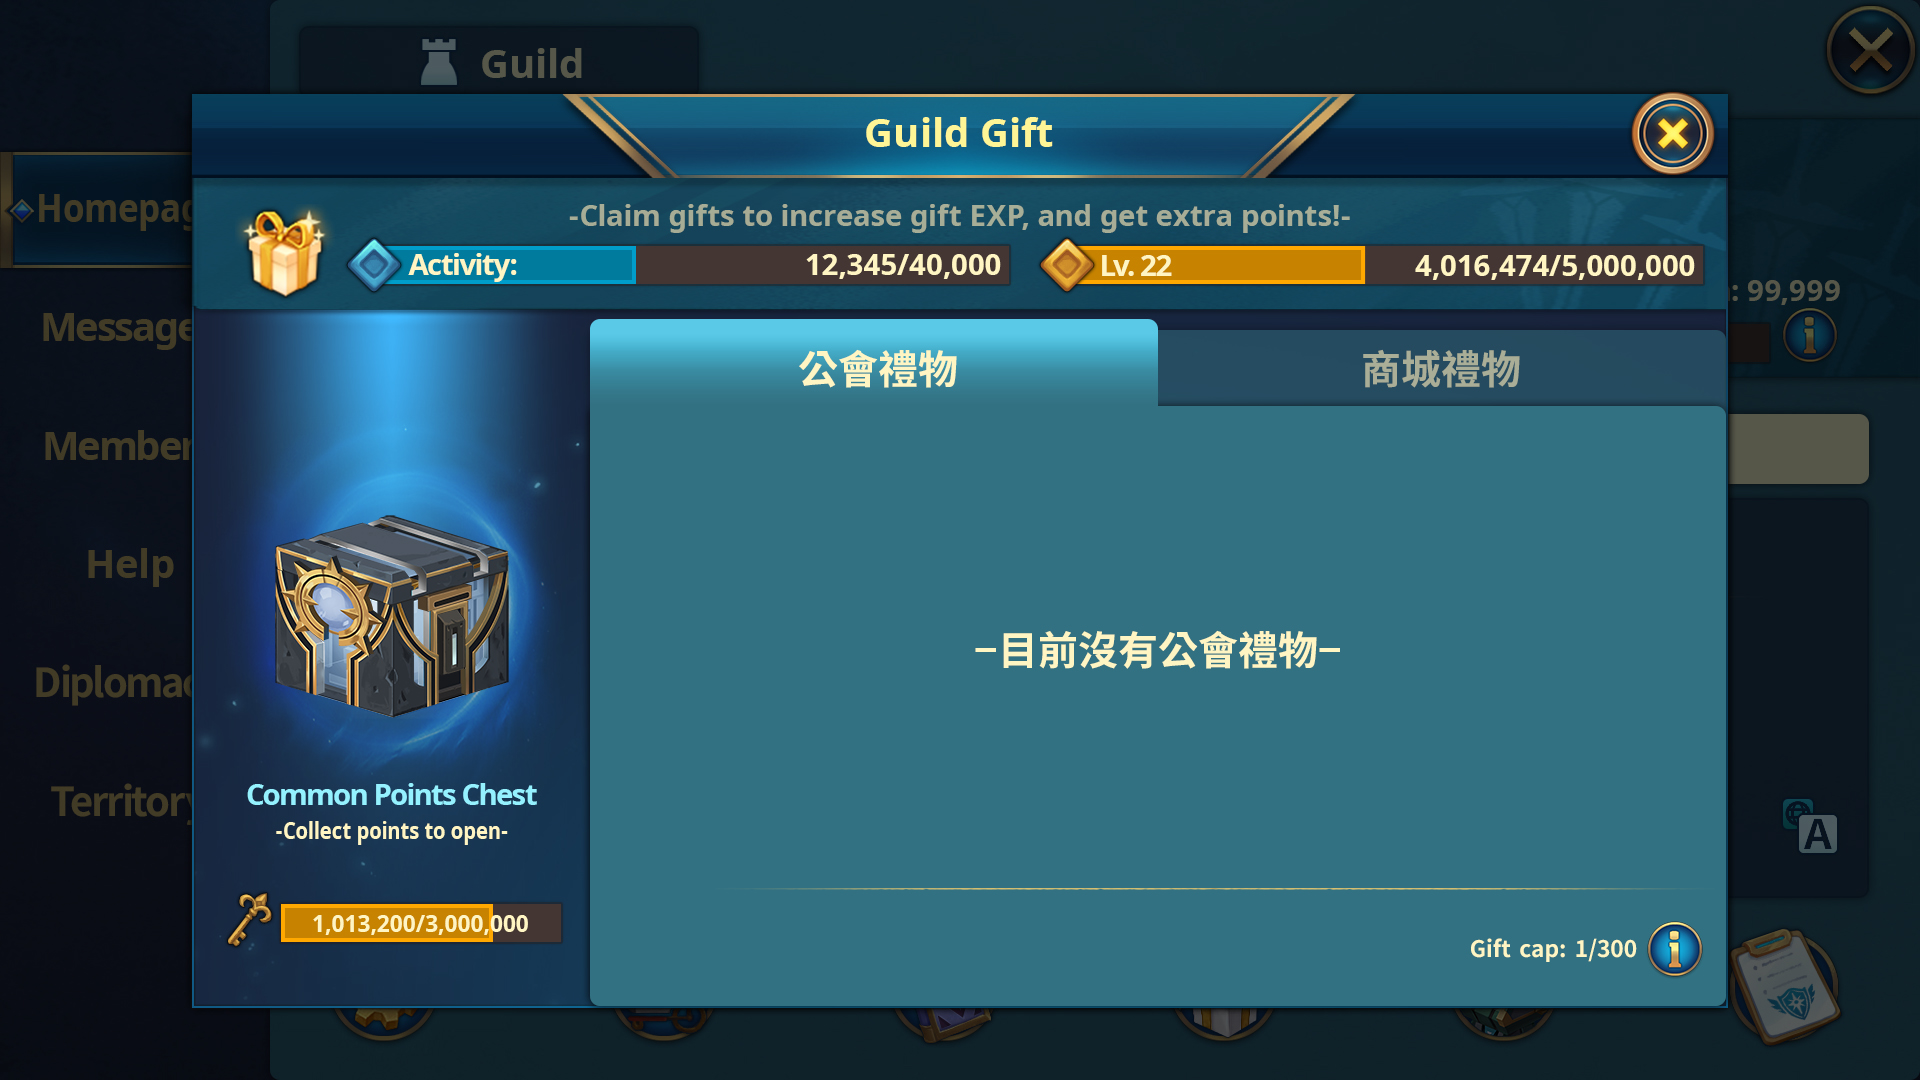 Guild
Guild Gift
-Claim gifts to increase gift EXP, and get extra points!-
Activity: 12,345/40,000
Lv. 22 4,016,474/5,000,000
Homepag
Message
Member
Help
Diplomac
Territory
: 99,999
公會禮物
商城禮物
–目前沒有公會禮物–
Common Points Chest
-Collect points to open-
1,013,200/3,000,000
Gift cap: 1/300
A